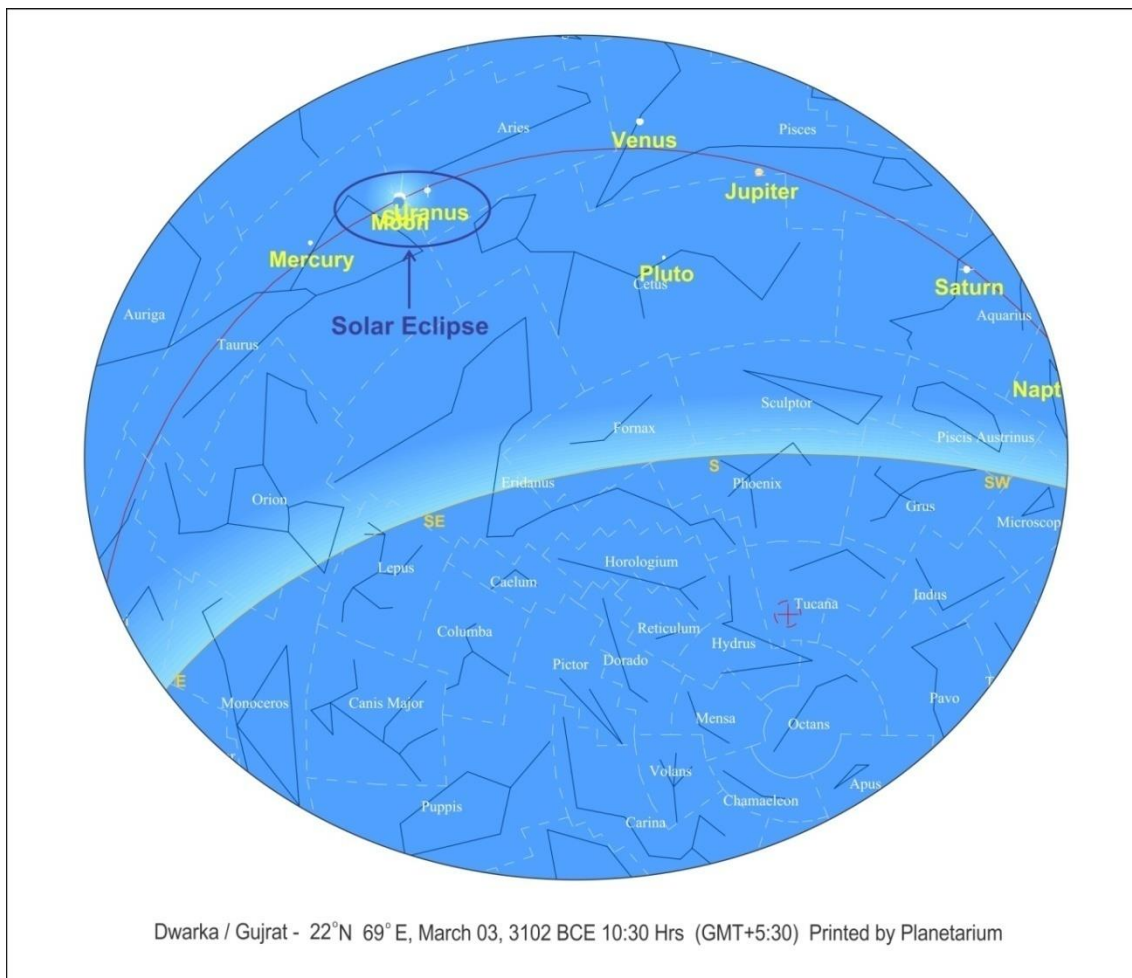 Aries
Venus
Pisces
Jupiter
Uranus
Moon
Mercury
Pluto
Cetus
Saturn
Solar Eclipse
Auriga
Aquarius
Taurus
Napt
Sculptor
Fornax
Piscis Austrinus
S
Phoenix
SW
Eridanus
Orion
Grus
SE
Microscop
Lepus
Horologium
Caelum
Indus
Tucana
Columba
Reticulum
Hydrus
Pictor
Dorado
E
Monoceros
Canis Major
Pavo
Mensa
Octans
Volans
Apus
Puppis
Chamaeleon
Carina
Dwarka / Gujrat - 22°N 69°E, March 03, 3102 BCE 10:30 Hrs (GMT+5:30) Printed by Planetarium